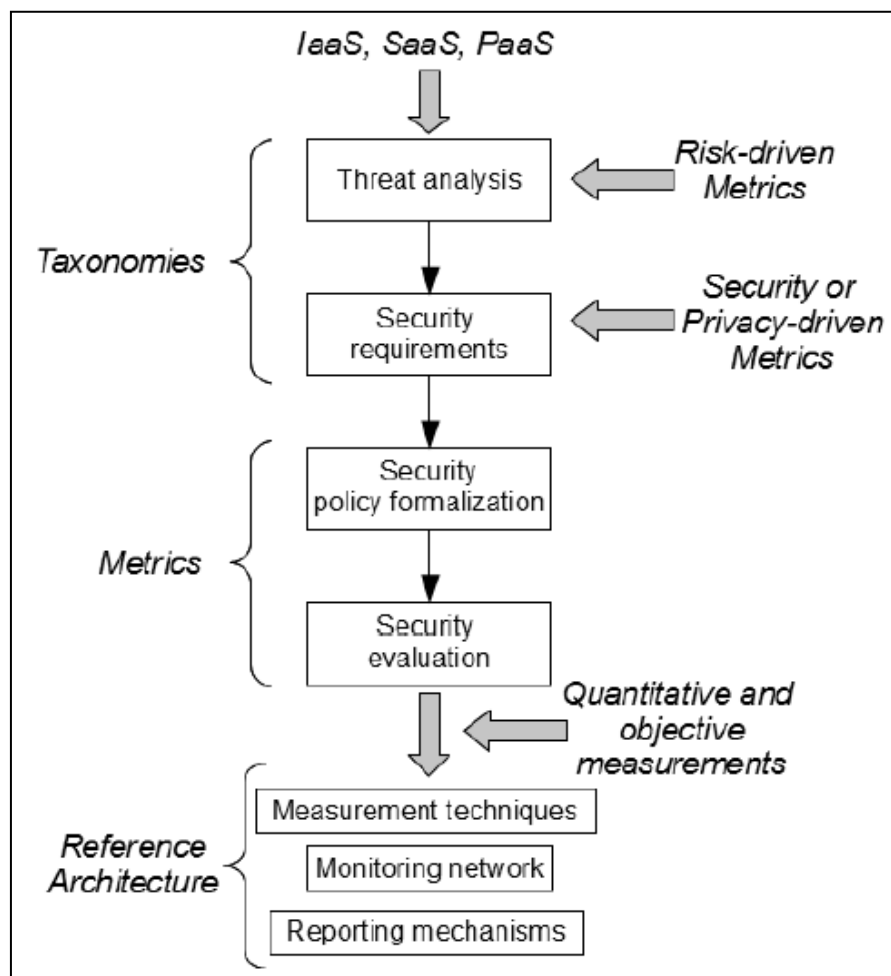 IaaS, SaaS, PaaS
Threat analysis
Risk-driven
Metrics
Taxonomies
Security
requirements
Security or
Privacy-driven
Metrics
Security
policy formalization
Metrics
Security
evaluation
Quantitative and
objective
measurements
Measurement techniques
Reference
Architecture
Monitoring network
Reporting mechanisms